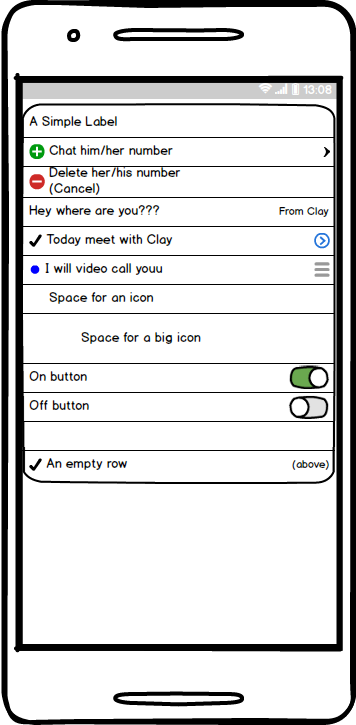 13:08
A Simple Label
Chat him/her number
Delete her/his number
(Cancel)
Hey where are you??? From Clay
Today meet with Clay
I will video call youu
Space for an icon
Space for a big icon
On button
Off button
An empty row (above)